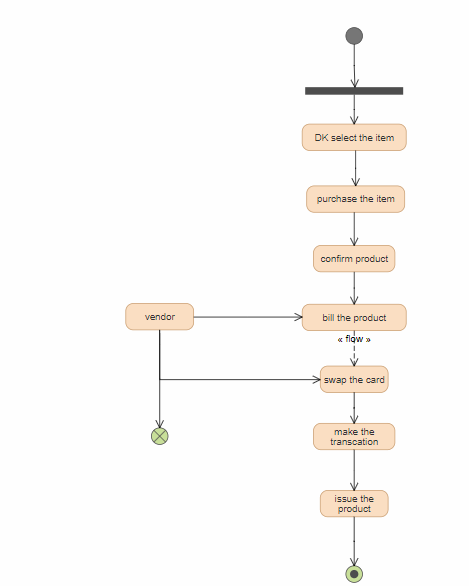 DK select the item
purchase the item
confirm product
vendor
bill the product
« flow »
swap the card
make the
transcation
issue the
product